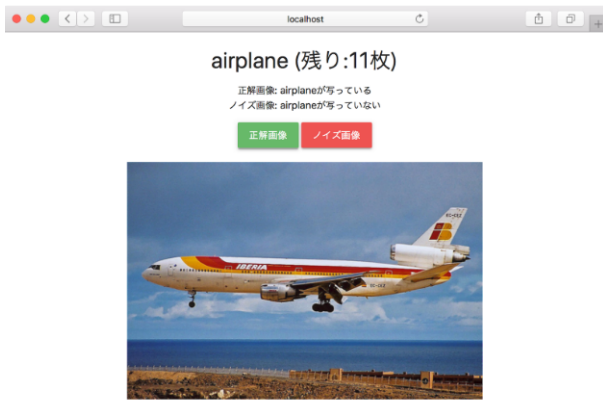 localhost
airplane (残り:11枚)
正解画像: airplaneが写っている
ノイズ画像: airplaneが写っていない
正解画像 ノイズ画像
IBERIA